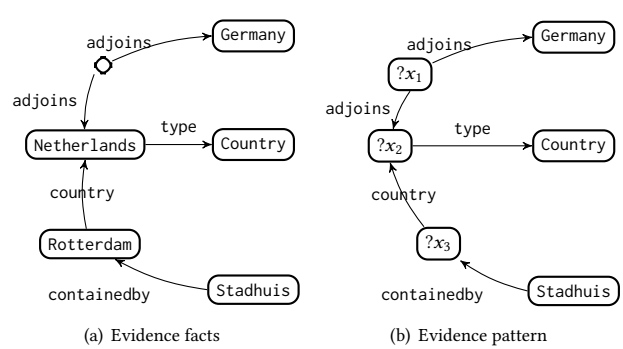 adjoins
Germany
adjoins
Netherlands
type
Country
country
Rotterdam
containedby
Stadhuis
(a) Evidence facts
adjoins
Germany
?x1
adjoins
?x2
type
Country
country
?x3
containedby
Stadhuis
(b) Evidence pattern